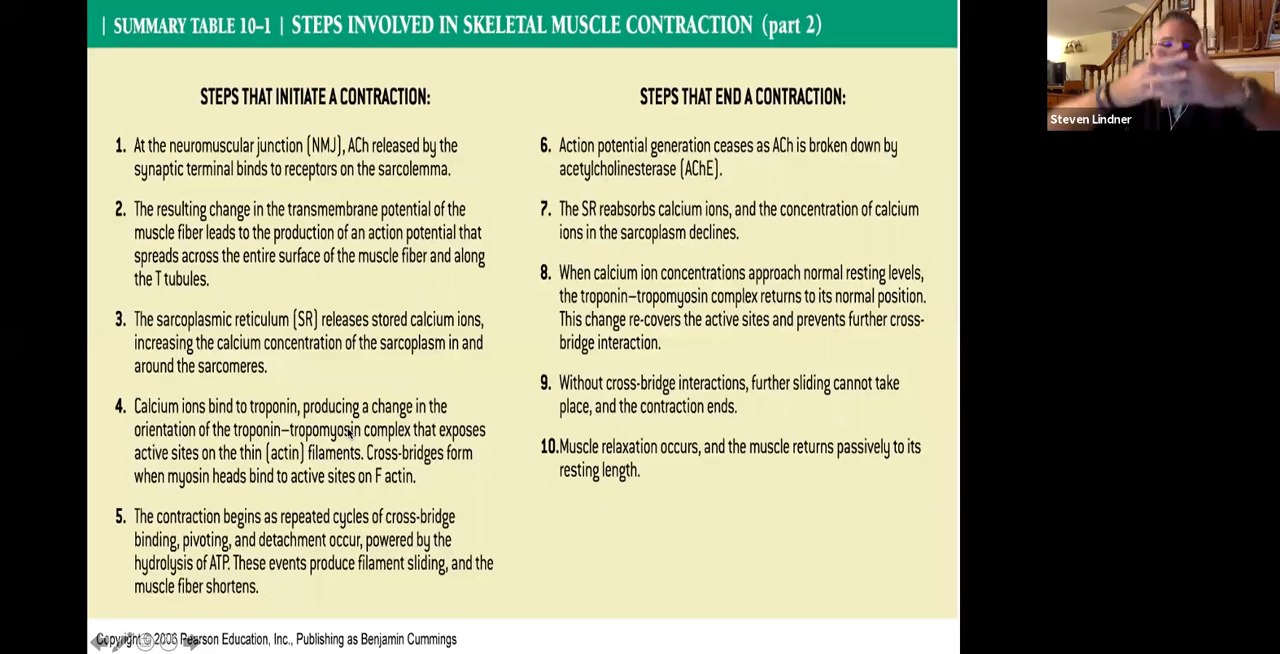 | SUMMARY TABLE 10–1 | STEPS INVOLVED IN SKELETAL MUSCLE CONTRACTION (part 2)
STEPS THAT INITIATE A CONTRACTION:
1. At the neuromuscular junction (NMJ), ACh released by the
synaptic terminal binds to receptors on the sarcolemma.
2. The resulting change in the transmembrane potential of the
muscle fiber leads to the production of an action potential that
spreads across the entire surface of the muscle fiber and along
the T tubules.
3. The sarcoplasmic reticulum (SR) releases stored calcium ions,
increasing the calcium concentration of the sarcoplasm in and
around the sarcomeres.
4. Calcium ions bind to troponin, producing a change in the
orientation of the troponin–tropomyosin complex that exposes
active sites on the thin (actin) filaments. Cross-bridges form
when myosin heads bind to active sites on F actin.
5. The contraction begins as repeated cycles of cross-bridge
binding, pivoting, and detachment occur, powered by the
hydrolysis of ATP. These events produce filament sliding, and the
muscle fiber shortens.
STEPS THAT END A CONTRACTION:
6. Action potential generation ceases as ACh is broken down by
acetylcholinesterase (AChE).
7. The SR reabsorbs calcium ions, and the concentration of calcium
ions in the sarcoplasm declines.
8. When calcium ion concentrations approach normal resting levels,
the troponin–tropomyosin complex returns to its normal position.
This change re-covers the active sites and prevents further cross-
bridge interaction.
9. Without cross-bridge interactions, further sliding cannot take
place, and the contraction ends.
10.Muscle relaxation occurs, and the muscle returns passively to its
resting length.
Copyright © 2006 Pearson Education, Inc., Publishing as Benjamin Cummings
Steven Lindner